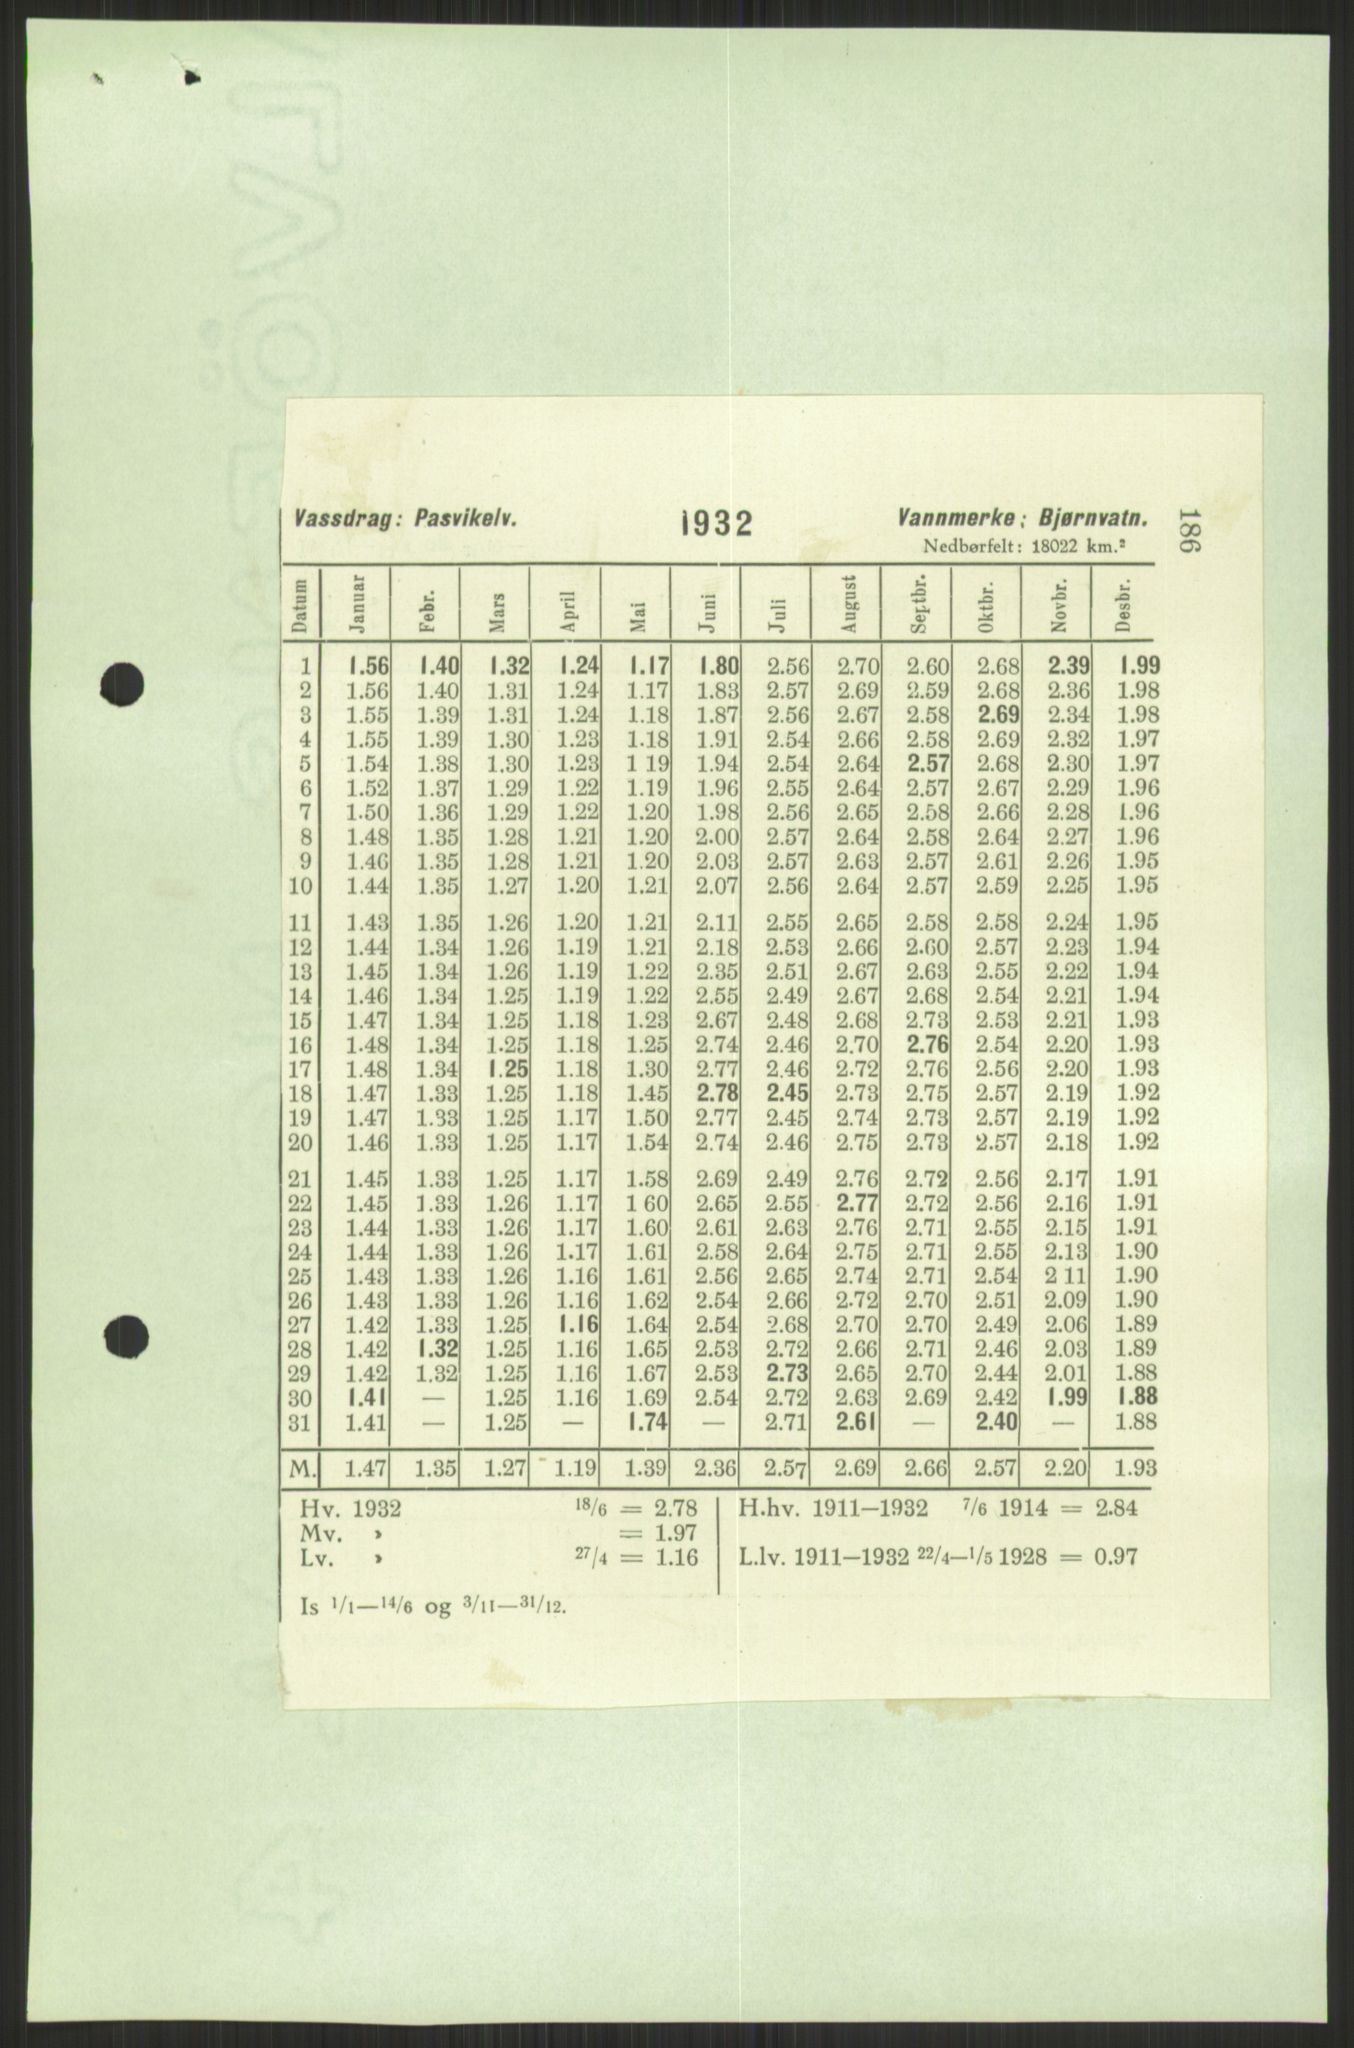 Vassdrag: Pasvikelv. 1932 Vannmerke: Bjørnvatn.
Nedbørfelt: 18022 km.²
186
Datum Januar Febr. Mars April Mai Juni Juli August Septbr. Oktbr. Novbr. Desbr.
1 1.56 1.40 1.32 1.24 1.17 1.80 2.56 2.70 2.60 2.68 2.39 1.99
2 1.56 1.40 1.31 1.24 1.17 1.83 2.57 2.69 2.59 2.68 2.36 1.98
3 1.55 1.39 1.31 1.24 1.18 1.87 2.56 2.67 2.58 2.69 2.34 1.98
4 1.55 1.39 1.30 1.23 1.18 1.91 2.54 2.66 2.58 2.69 2.32 1.97
5 1.54 1.38 1.30 1.23 1 19 1.94 2.54 2.64 2.57 2.68 2.30 1.97
6 1.52 1.37 1.29 1.22 1.19 1.96 2.55 2.64 2.57 2.67 2.29 1.96
7 1.50 1.36 1.29 1.22 1.20 1.98 2.56 2.65 2.58 2.66 2.28 1.96
8 1.48 1.35 1.28 1.21 1.20 2.00 2.57 2.64 2.58 2.64 2.27 1.96
9 1.46 1.35 1.28 1.21 1.20 2.03 2.57 2.63 2.57 2.61 2.26 1.95
10 1.44 1.35 1.27 1.20 1.21 2.07 2.56 2.64 2.57 2.59 2.25 1.95
11 1.43 1.35 1.26 1.20 1.21 2.11 2.55 2.65 2.58 2.58 2.24 1.95
12 1.44 1.34 1.26 1.19 1.21 2.18 2.53 2.66 2.60 2.57 2.23 1.94
13 1.45 1.34 1.26 1.19 1.22 2.35 2.51 2.67 2.63 2.55 2.22 1.94
14 1.46 1.34 1.25 1.19 1.22 2.55 2.49 2.67 2.68 2.54 2.21 1.94
15 1.47 1.34 1.25 1.18 1.23 2.67 2.48 2.68 2.73 2.53 2.21 1.93
16 1.48 1.34 1.25 1.18 1.25 2.74 2.46 2.70 2.76 2.54 2.20 1.93
17 1.48 1.34 1.25 1.18 1.30 2.77 2.46 2.72 2.76 2.56 2.20 1.93
18 1.47 1.33 1.25 1.18 1.45 2.78 2.45 2.73 2.75 2.57 2.19 1.92
19 1.47 1.33 1.25 1.17 1.50 2.77 2.45 2.74 2.73 2.57 2.19 1.92
20 1.46 1.33 1.25 1.17 1.54 2.74 2.46 2.75 2.73 2.57 2.18 1.92
21 1.45 1.33 1.25 1.17 1.58 2.69 2.49 2.76 2.72 2.56 2.17 1.91
22 1.45 1.33 1.26 1.17 1 60 2.65 2.55 2.77 2.72 2.56 2.16 1.91
23 1.44 1.33 1.26 1.17 1.60 2.61 2.63 2.76 2.71 2.55 2.15 1.91
24 1.44 1.33 1.26 1.17 1.61 2.58 2.64 2.75 2.71 2.55 2.13 1.90
25 1.43 1.33 1.26 1.16 1.61 2.56 2.65 2.74 2.71 2.54 2 11 1.90
26 1.43 1.33 1.26 1.16 1.62 2.54 2.66 2.72 2.70 2.51 2.09 1.90
27 1.42 1.33 1.25 1.16 1.64 2.54 2.68 2.70 2.70 2.49 2.06 1.89
28 1.42 1.32 1.25 1.16 1.65 2.53 2.72 2.66 2.71 2.46 2.03 1.89
29 1.42 1.32 1.25 1.16 1.67 2.53 2.73 2.65 2.70 2.44 2.01 1.88
30 1.41 — 1.25 1.16 1.69 2.54 2.72 2.63 2.69 2.42 1.99 1.88
31 1.41 — 1.25 — 1.74 — 2.71 2.61 — 2.40 — 1.88
M. 1.47 1.35 1.27 1.19 1.39 2.36 2.57 2.69 2.66 2.57 2.20 1.93
Hv. 1932 18/6 = 2.78 H.hv. 1911—1932 7/6 1914 = 2.84
Mv. » = 1.97
Lv. » 27/4 = 1.16 L.lv. 1911—1932 22/4—1/5 1928 = 0.97
Is 1/1—14/6 og 3/11—31/12.